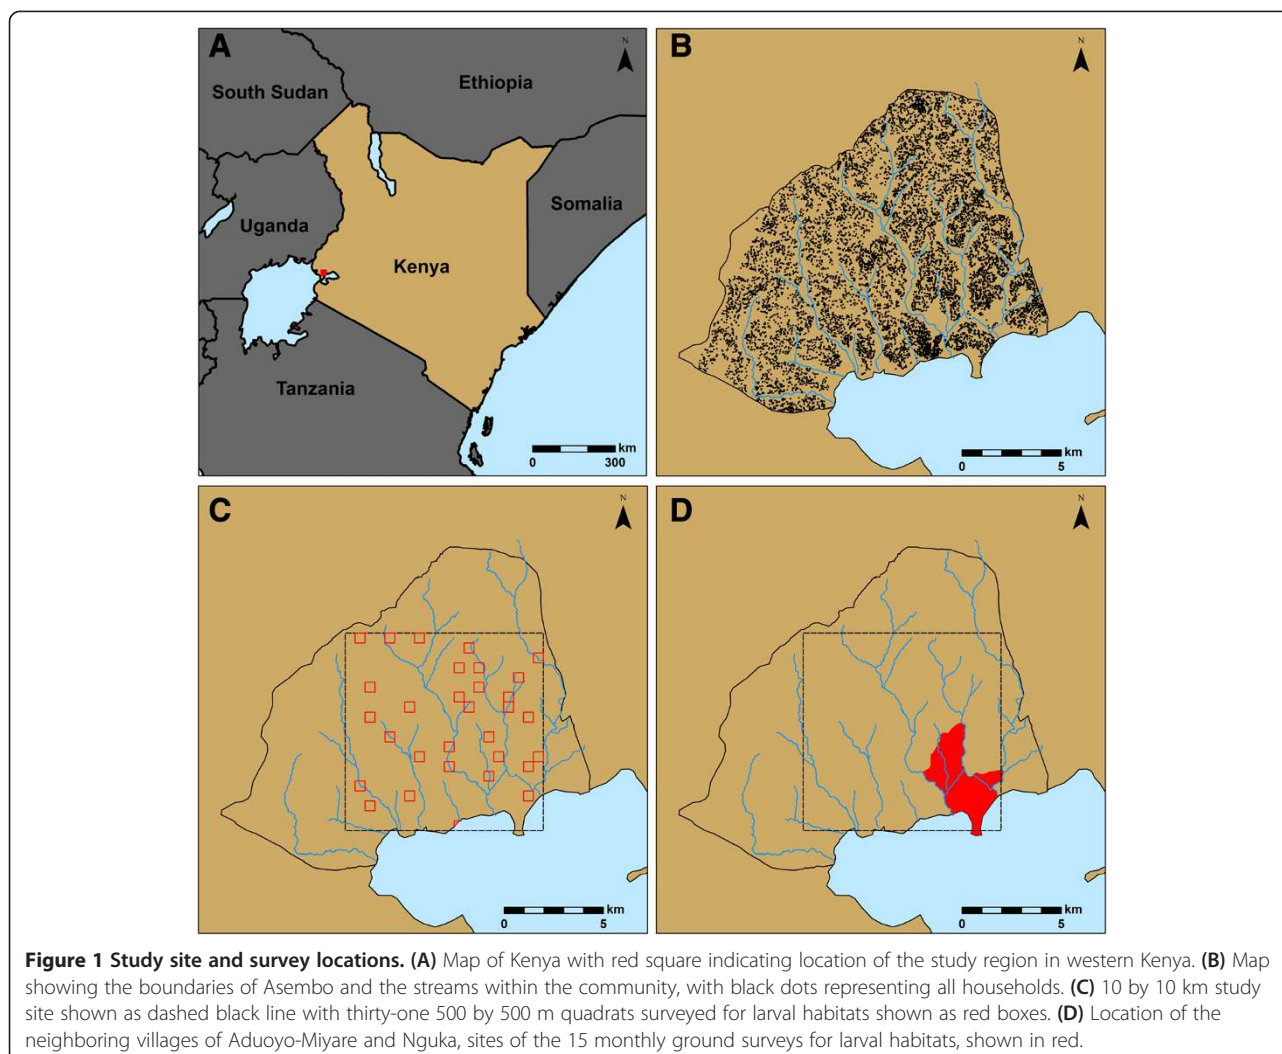 A
N
South Sudan
Ethiopia
Uganda
Somalia
Kenya
Tanzania
km
0 300
B
N
km
0 5
C
N
km
0 5
D
N
km
0 5
Figure 1 Study site and survey locations. (A) Map of Kenya with red square indicating location of the study region in western Kenya. (B) Map
showing the boundaries of Asembo and the streams within the community, with black dots representing all households. (C) 10 by 10 km study
site shown as dashed black line with thirty-one 500 by 500 m quadrats surveyed for larval habitats shown as red boxes. (D) Location of the
neighboring villages of Aduoyo-Miyare and Nguka, sites of the 15 monthly ground surveys for larval habitats, shown in red.